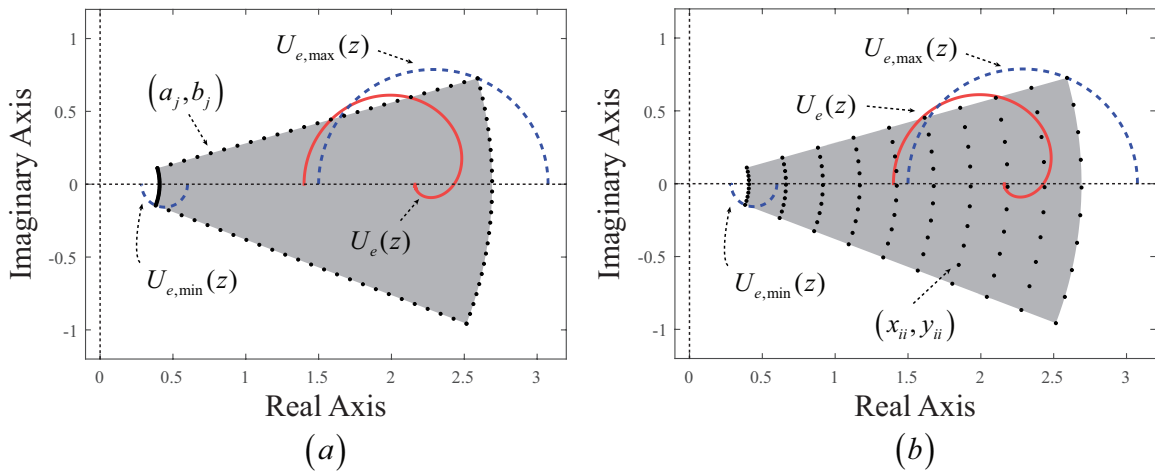 1
0.5
0
-0.5
-1
Imaginary Axis
0
0.5
1
1.5
2
2.5
3
Real Axis
U_{e,max}(z)
(a_j, b_j)
U_e(z)
U_{e,min}(z)
(a)
1
0.5
0
-0.5
-1
Imaginary Axis
0
0.5
1
1.5
2
2.5
3
Real Axis
U_{e,max}(z)
U_e(z)
U_{e,min}(z)
(x_{ii}, y_{ii})
(b)